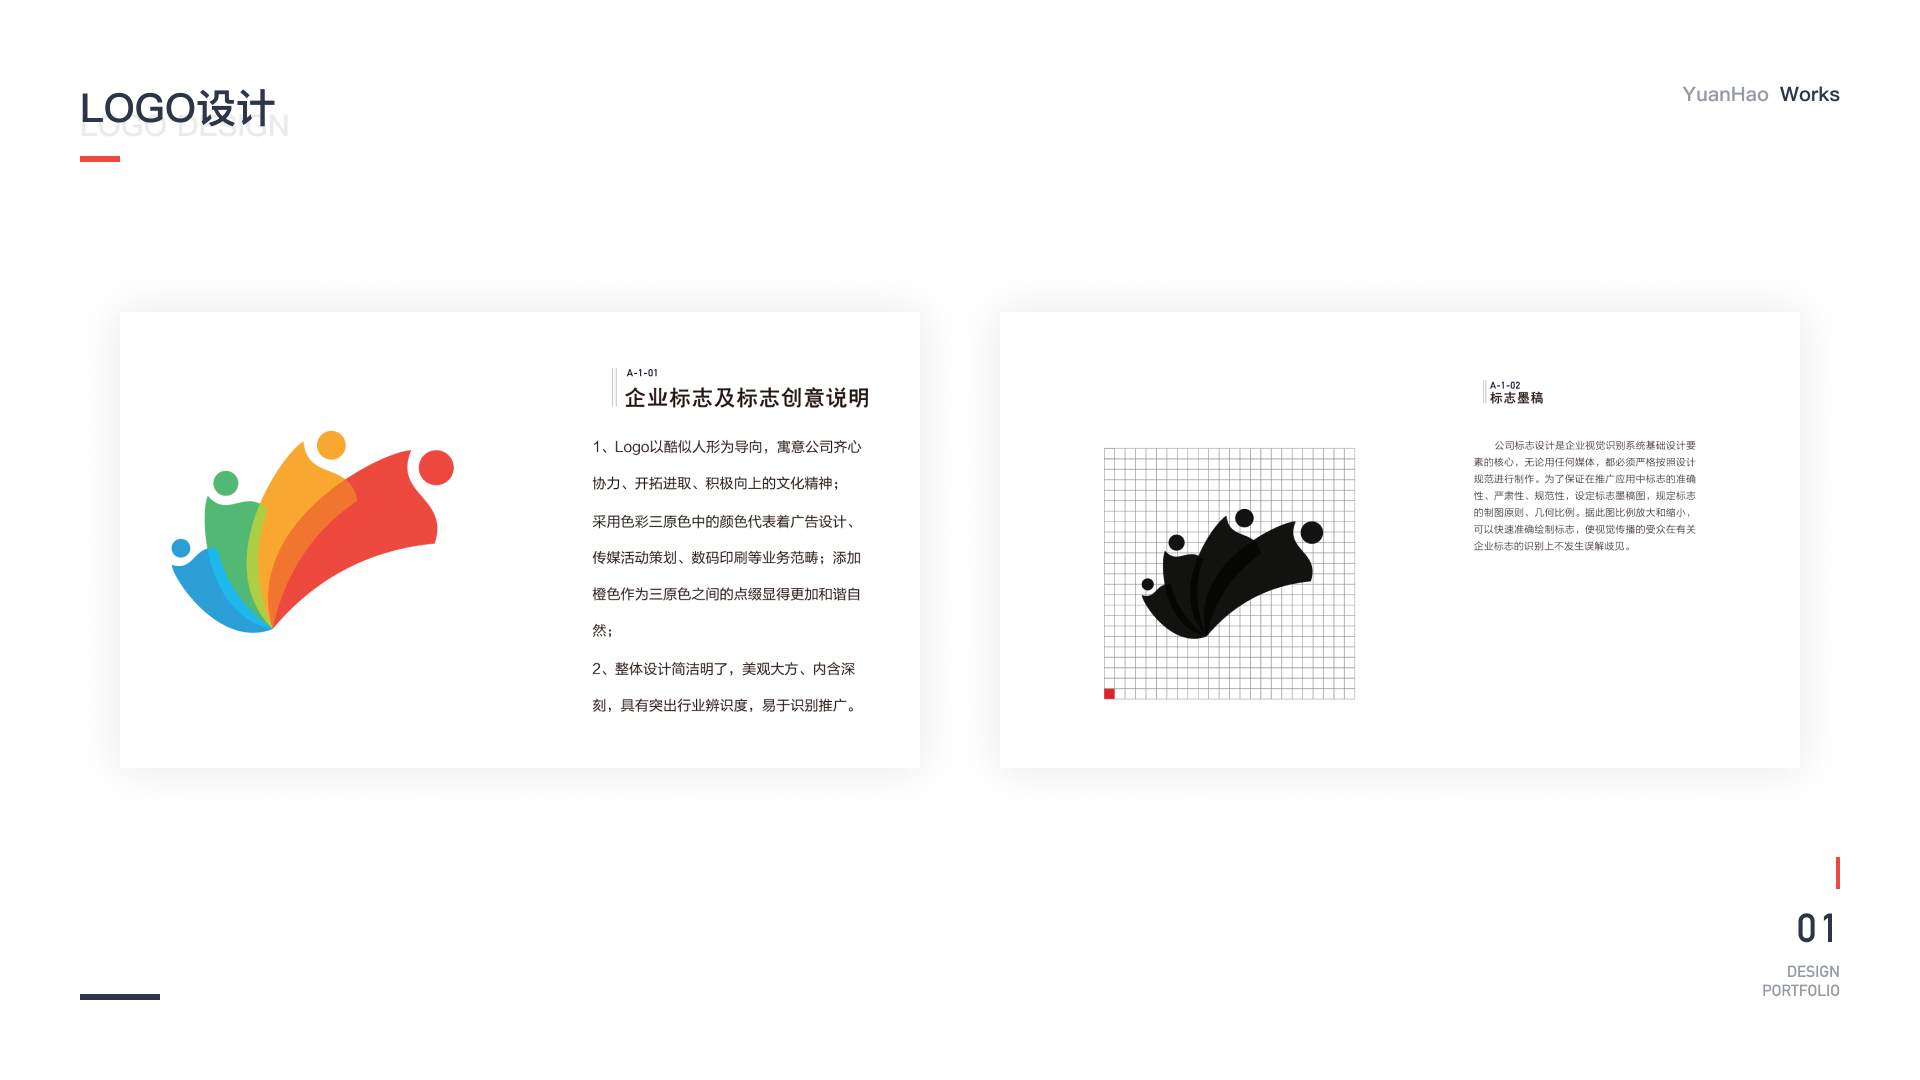 LOGO设计
LOGO DESIGN
YuanHao Works
A-1-01
企业标志及标志创意说明
1、Logo以酷似人形为导向，寓意公司齐心
协力、开拓进取、积极向上的文化精神；
采用色彩三原色中的颜色代表着广告设计、
传媒活动策划、数码印刷等业务范畴；添加
橙色作为三原色之间的点缀显得更加和谐自
然；
2、整体设计简洁明了，美观大方、内含深
刻，具有突出行业辨识度，易于识别推广。
A-1-02
标志墨稿
公司标志设计是企业视觉识别系统基础设计要
素的核心，无论用任何媒体，都必须严格按照设计
规范进行制作。为了保证在推广应用中标志的准确
性、严肃性、规范性，设定标志墨稿图，规定标志
的制图原则、几何比例。据此图比例放大和缩小，
可以快速准确绘制标志，使视觉传播的受众在有关
企业标志的识别上不发生误解歧见。
01
DESIGN
PORTFOLIO